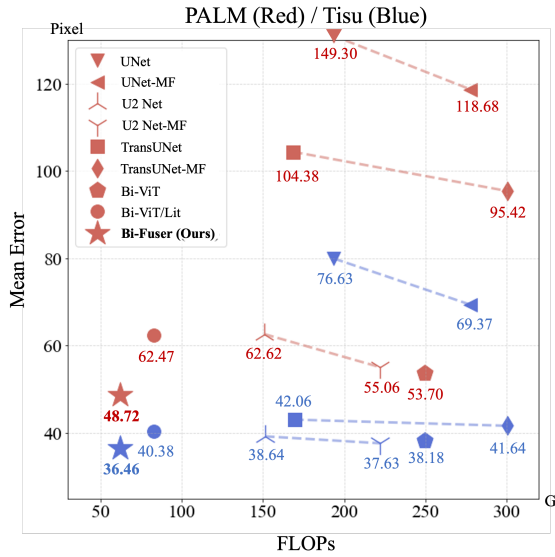 PALM (Red) / Tisu (Blue)
Pixel
UNet
UNet-MF
U2 Net
U2 Net-MF
TransUNet
TransUNet-MF
Bi-ViT
Bi-ViT/Lit
Bi-Fuser (Ours)
149.30
118.68
104.38
95.42
76.63
69.37
62.47
62.62
55.06
53.70
48.72
42.06
41.64
40.38
38.64
37.63
38.18
36.46
120
100
80
60
40
Mean Error
50
100
150
200
250
300
G
FLOPs